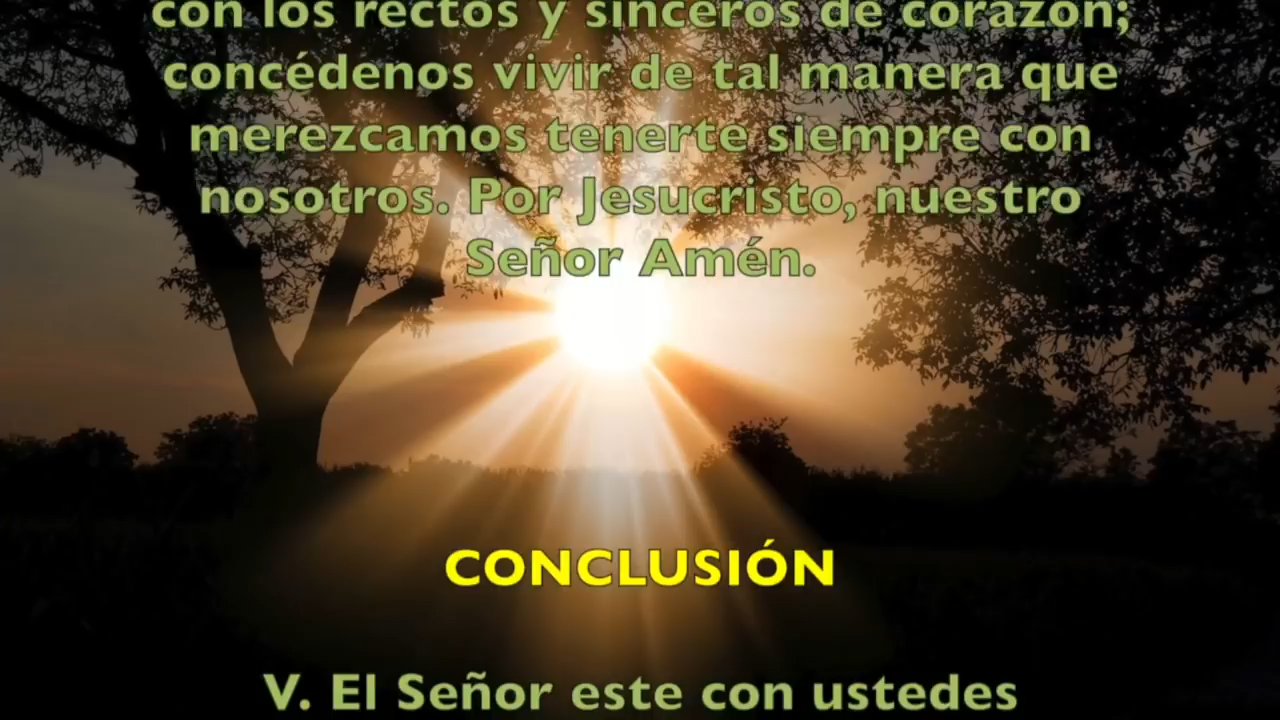 con los rectos y sinceros de corazón;
concédenos vivir de tal manera que
merezcamos tenerte siempre con
nosotros. Por Jesucristo, nuestro
Señor Amén.
CONCLUSIÓN
V. El Señor este con ustedes